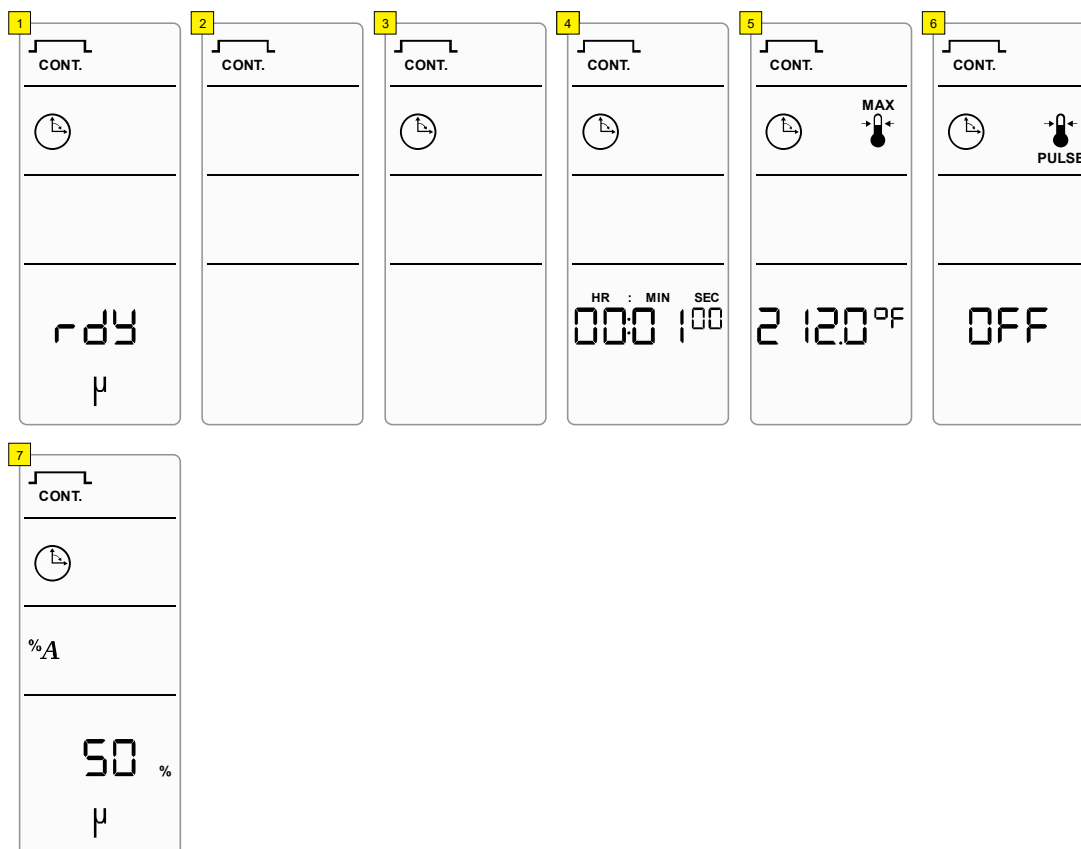 1
CONT.
rdy
µ
2
CONT.
3
CONT.
4
CONT.
HR : MIN SEC
00:01 00
5
CONT.
MAX
212.0°F
6
CONT.
PULSE
OFF
7
CONT.
%A
50 %
µ